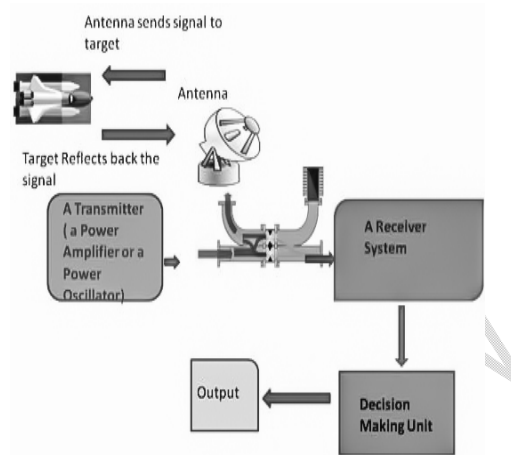 Antenna sends signal to
target
Antenna
Target Reflects back the
signal
A Transmitter
( a Power
Amplifier or a
Power
Oscillator)
A Receiver
System
Output
Decision
Making Unit